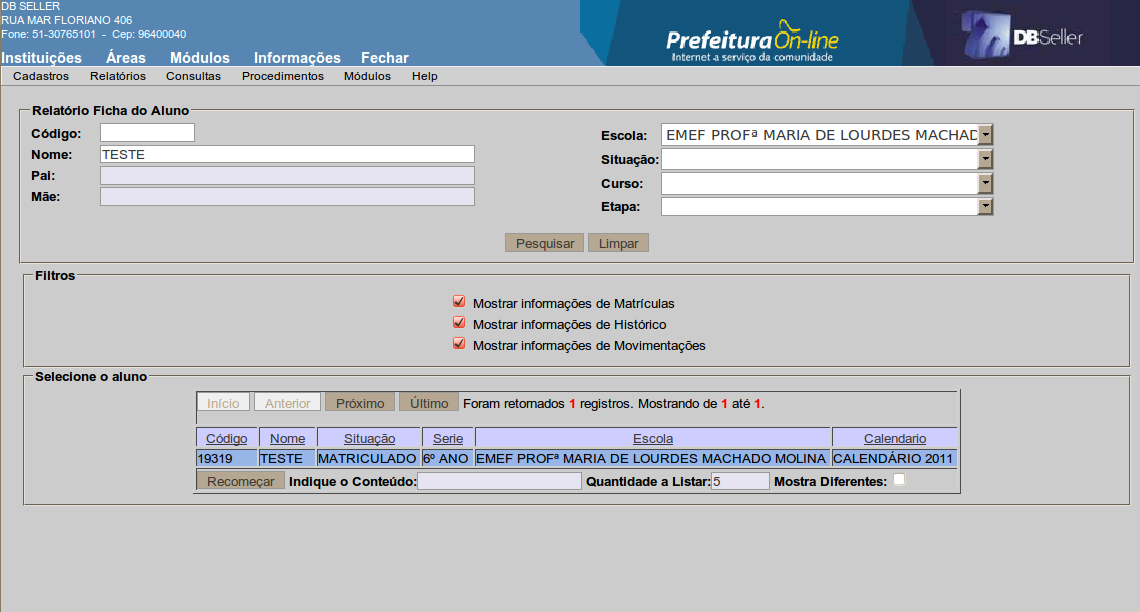 DB SELLER
RUA MAR FLORIANO 406
Fone: 51-30765101 - Cep: 96400040
Prefeitura On-line
Internet a serviço da comunidade
DBSeller
Instituições Áreas Módulos Informações Fechar
Cadastros Relatórios Consultas Procedimentos Módulos Help
Relatório Ficha do Aluno
Código:
Nome: TESTE
Pai:
Mãe:
Escola: EMEF PROFª MARIA DE LOURDES MACHAD
Situação:
Curso:
Etapa:
Pesquisar Limpar
Filtros
Mostrar informações de Matrículas
Mostrar informações de Histórico
Mostrar informações de Movimentações
Selecione o aluno
Início Anterior Próximo Último Foram retornados 1 registros. Mostrando de 1 até 1.
Código Nome Situação Serie Escola Calendario
19319 TESTE MATRICULADO 6º ANO EMEF PROFª MARIA DE LOURDES MACHADO MOLINA CALENDÁRIO 2011
Recomeçar Indique o Conteúdo: Quantidade a Listar: 5 Mostra Diferentes: